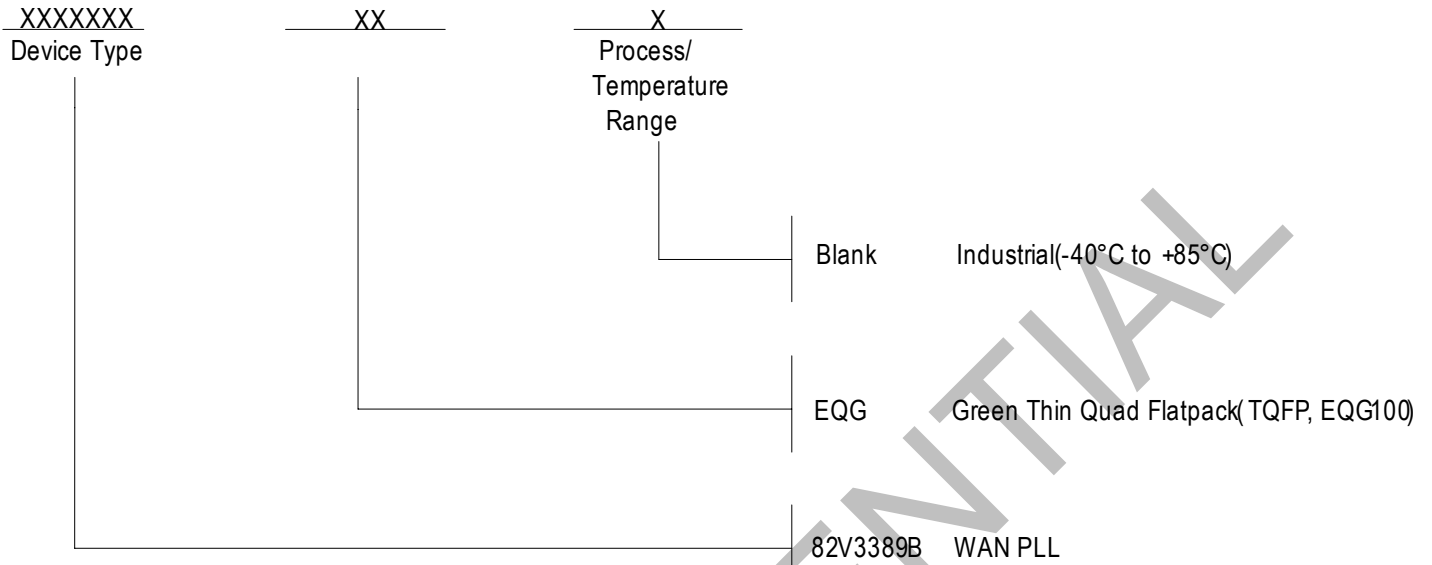 XXXXXXX XX X
Device Type
Process/
Temperature
Range
Blank Industrial(-40°C to +85°C)
EQG Green Thin Quad Flatpack(TQFP, EQG100)
82V3389B WAN PLL
NTIAL